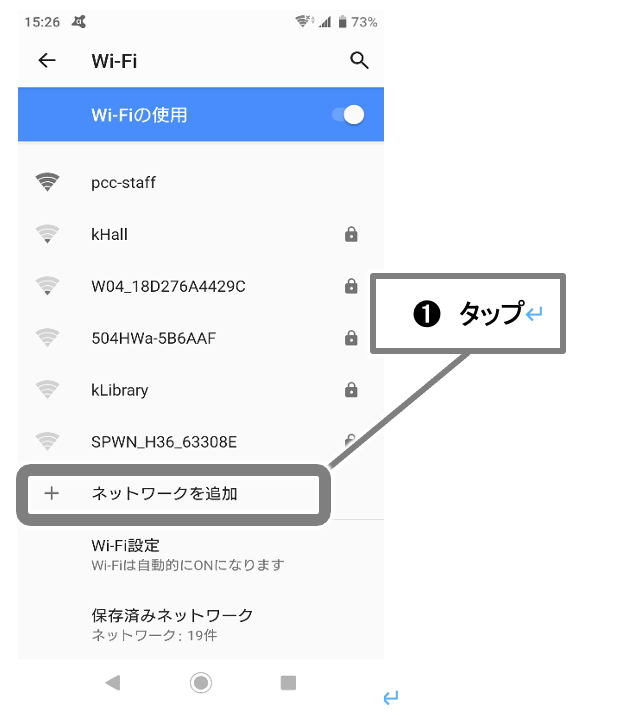 15:26 73%
Wi-Fi
Wi-Fiの使用
pcc-staff
kHall
W04_18D276A4429C
❶ タップ↵
504HWa-5B6AAF
kLibrary
SPWN_H36_63308E
+ ネットワークを追加
Wi-Fi設定
Wi-Fiは自動的にONになります
保存済みネットワーク
ネットワーク: 19件
↵